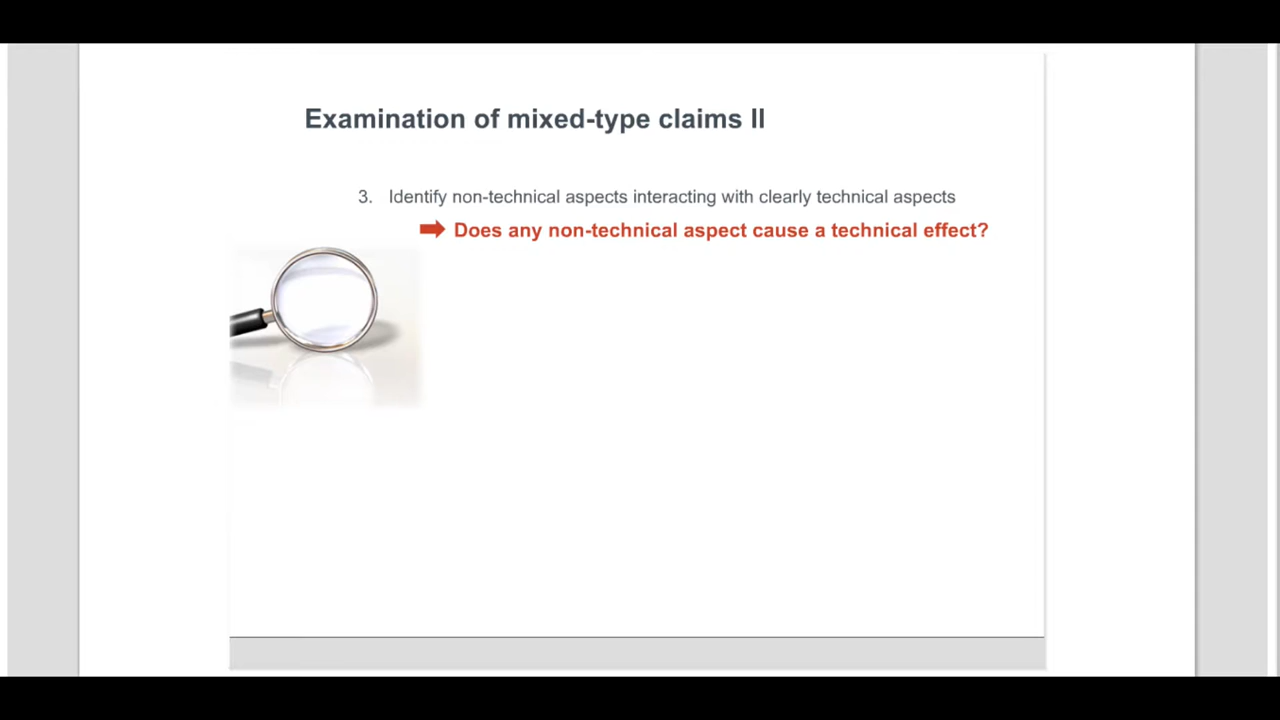 Examination of mixed-type claims II
3. Identify non-technical aspects interacting with clearly technical aspects
Does any non-technical aspect cause a technical effect?